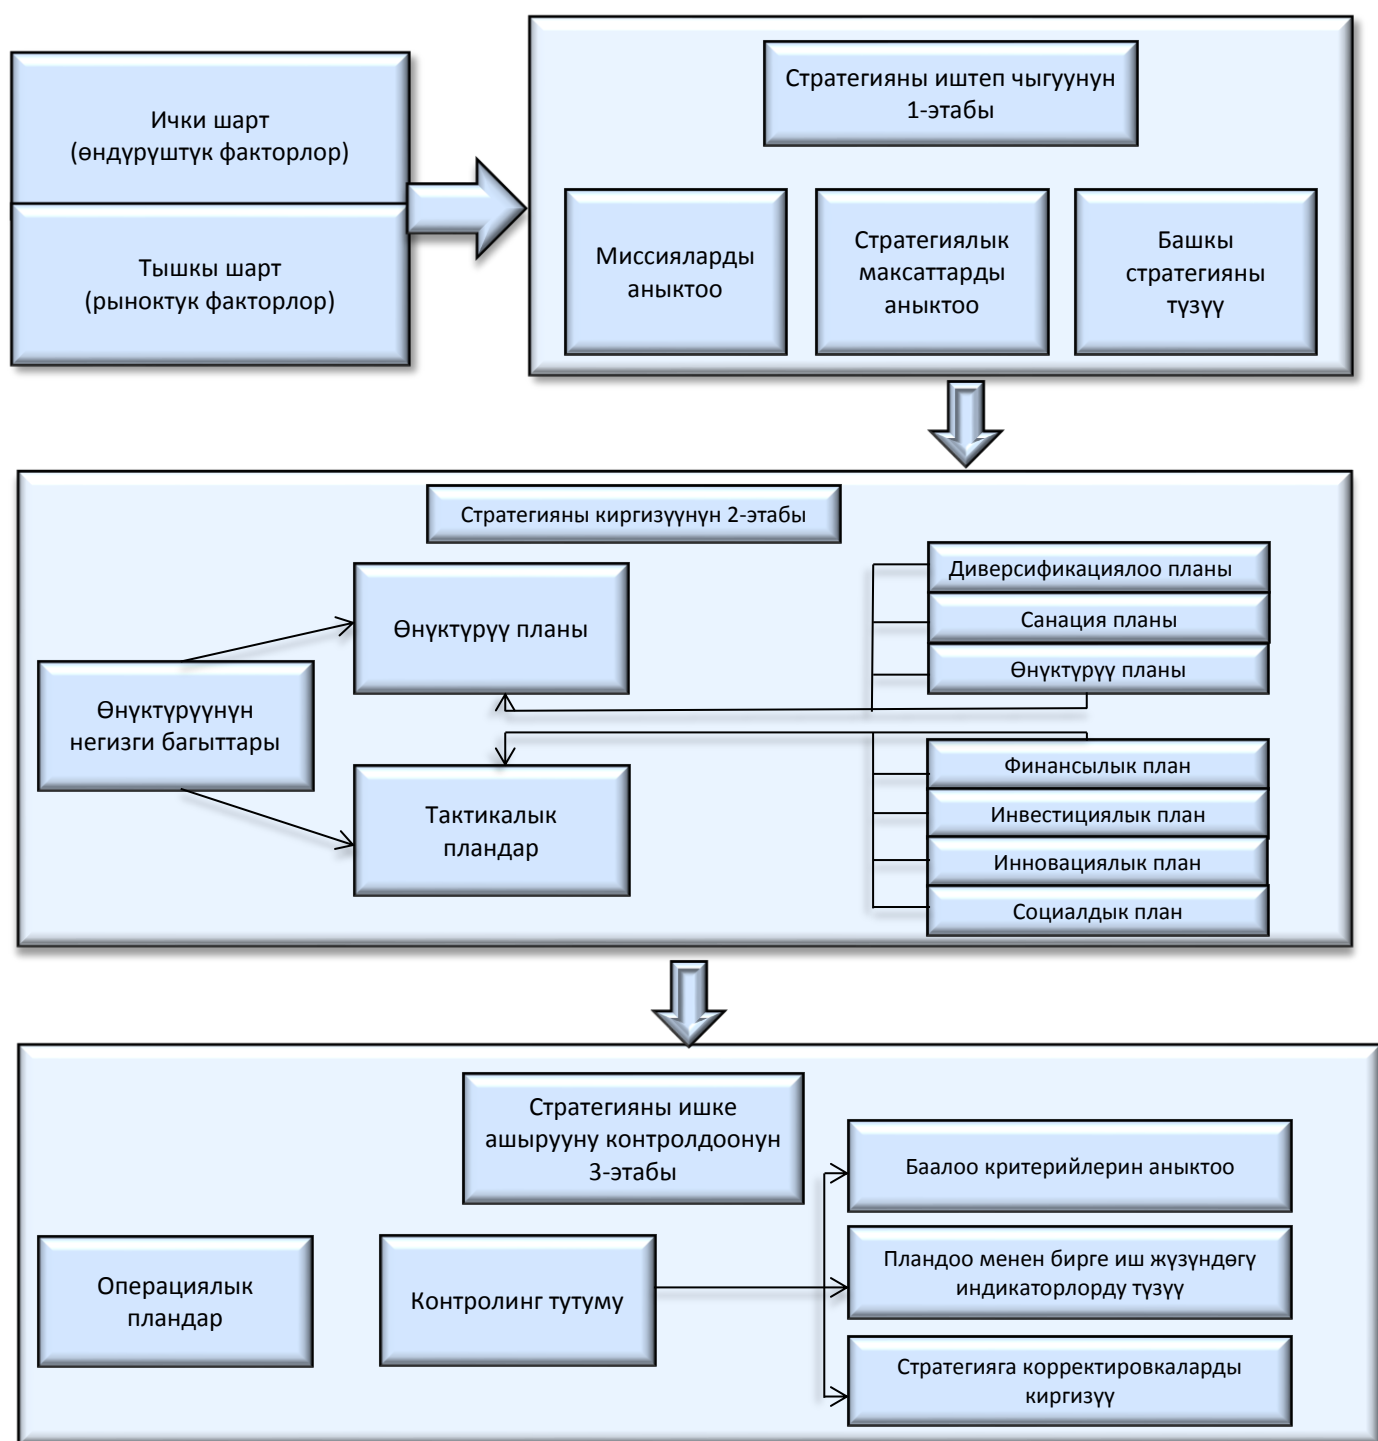 Ички шарт
(өндүрүштүк факторлор)
Тышкы шарт
(рыноктук факторлор)
Стратегияны иштеп чыгуунун
1-этабы
Миссияларды
аныктоо
Стратегиялык
максаттарды
аныктоо
Башкы
стратегияны
түзүү
Стратегияны киргизүүнүн 2-этабы
Өнүктүрүүнүн
негизги багыттары
Өнүктүрүү планы
Тактикалык
пландар
Диверсификациялоо планы
Санация планы
Өнүктүрүү планы
Финансылык план
Инвестициялык план
Инновациялык план
Социалдык план
Стратегияны ишке
ашырууну контролдоонун
3-этабы
Операциялык
пландар
Контролинг тутуму
Баалоо критерийлерин аныктоо
Пландоо менен бирге иш жүзүндөгү
индикаторлорду түзүү
Стратегияга корректировкаларды
киргизүү